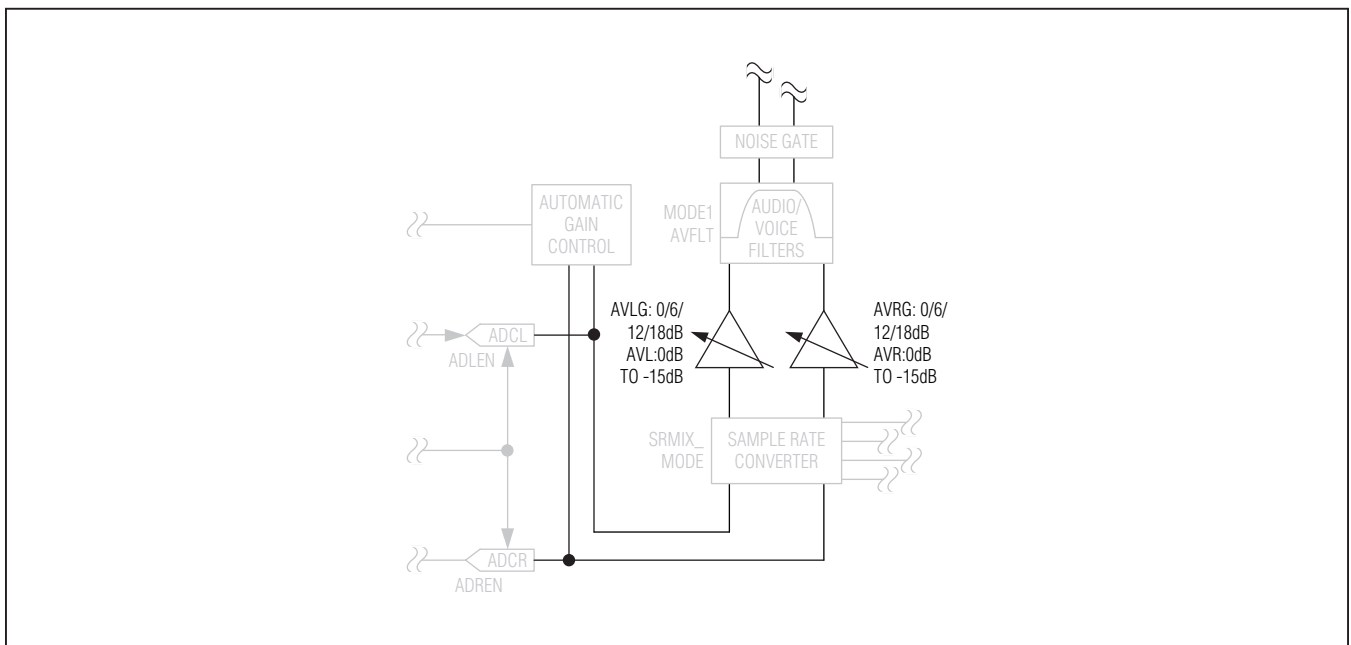 NOISE GATE
AUTOMATIC
GAIN
CONTROL
MODE1
AVFLT
AUDIO/
VOICE
FILTERS
AVLG: 0/6/
12/18dB
AVL:0dB
TO -15dB
AVRG: 0/6/
12/18dB
AVR:0dB
TO -15dB
ADCL
ADLEN
SRMIX_
MODE
SAMPLE RATE
CONVERTER
ADCR
ADREN